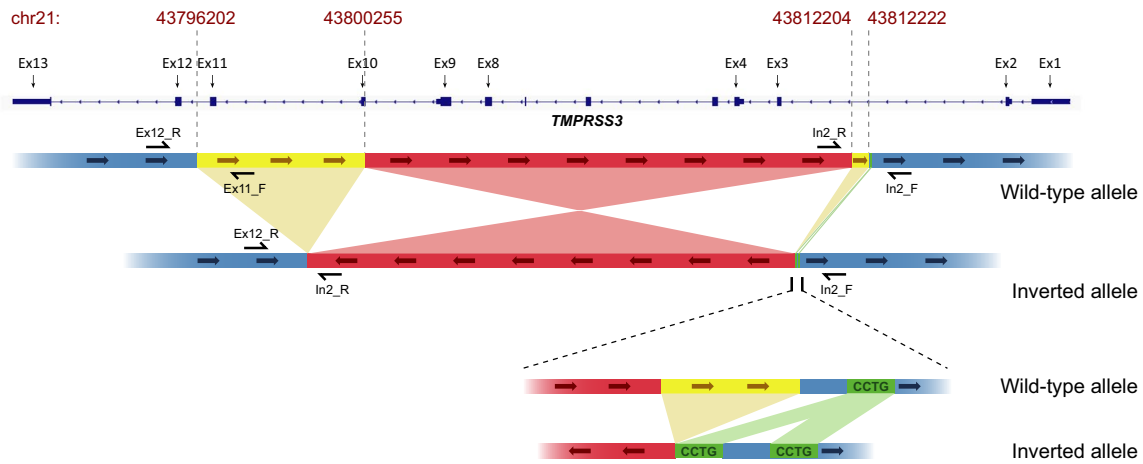 chr21: 43796202 43800255 43812204 43812222
Ex13 Ex12 Ex11 Ex10 Ex9 Ex8 Ex4 Ex3 Ex2 Ex1
TMPRSS3
Ex12_R In2_R
Ex11_F In2_F
Wild-type allele
Ex12_R
In2_R In2_F
Inverted allele
CCTG Wild-type allele
CCTG CCTG Inverted allele